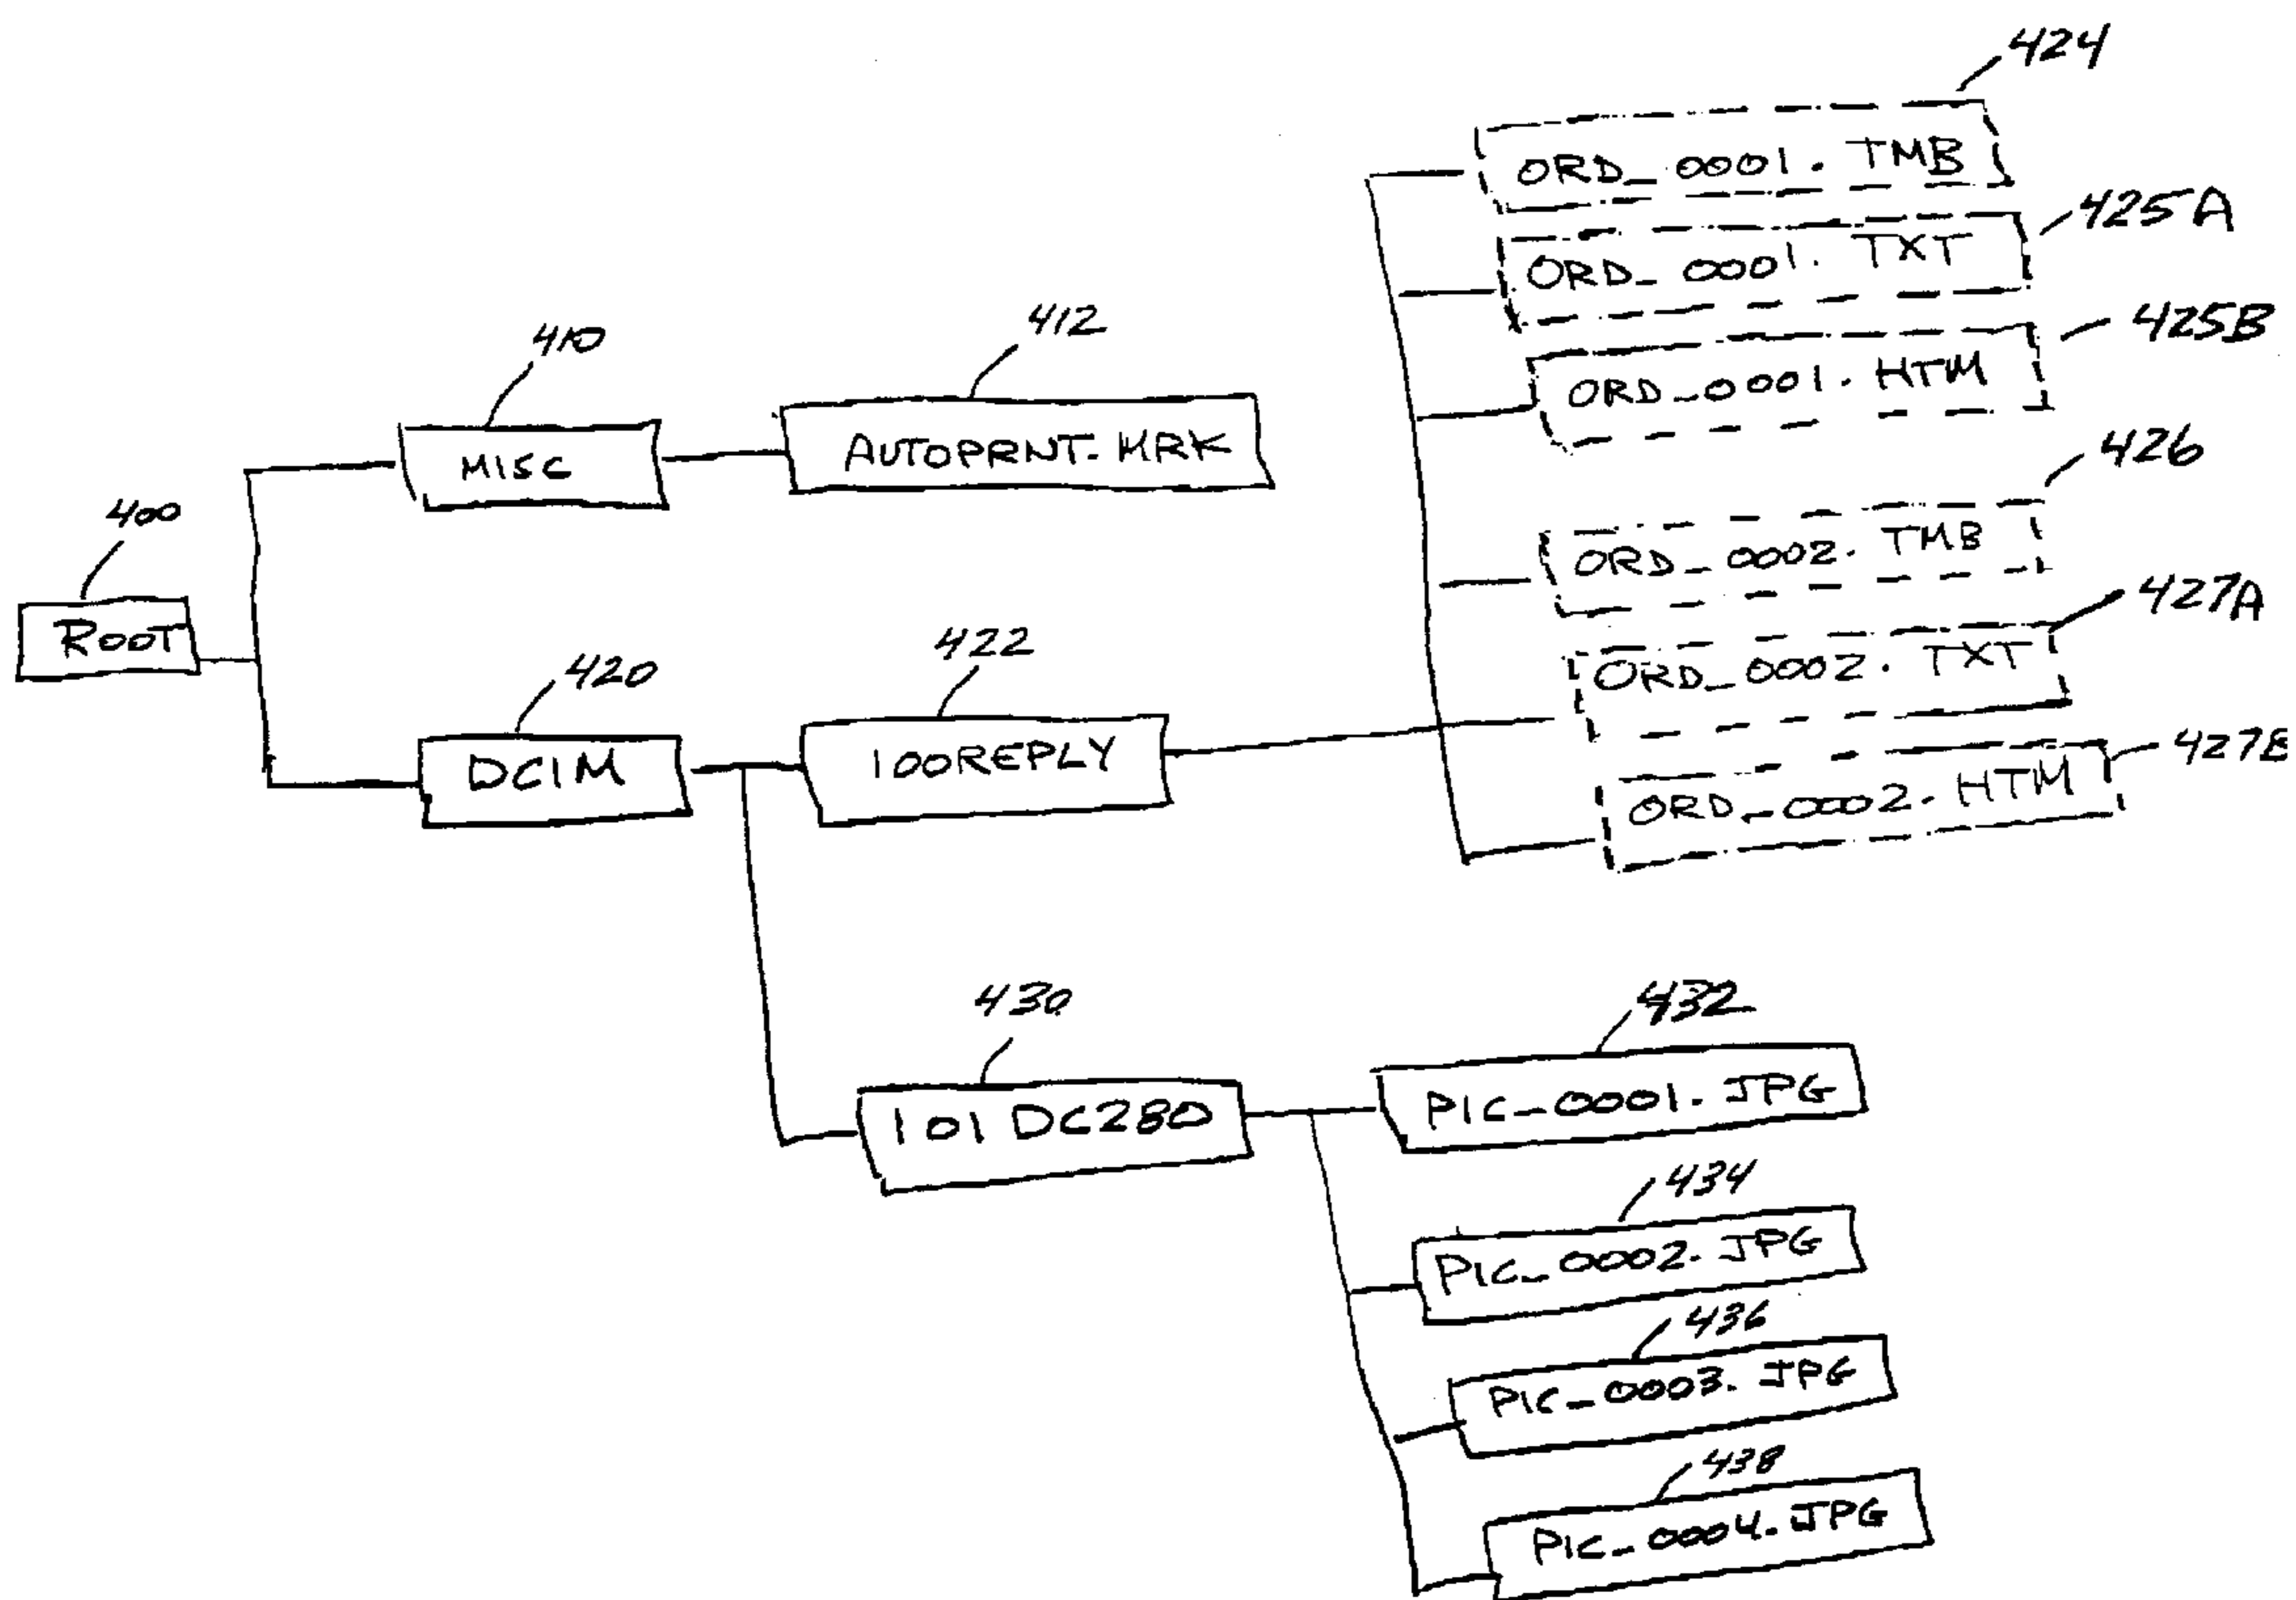 424
ORD_0001.TMB
425A
ORD_0001.TXT
425B
ORD_0001.HTM
410
412
MISC
AUTOPRNT.MRK
426
ORD_0002.TMB
400
ROOT
427A
ORD_0002.TXT
420
422
DCIM
100REPLY
427B
ORD_0002.HTM
430
432
101DC280
PIC_0001.JPG
434
PIC_0002.JPG
436
PIC_0003.JPG
438
PIC_0004.JPG